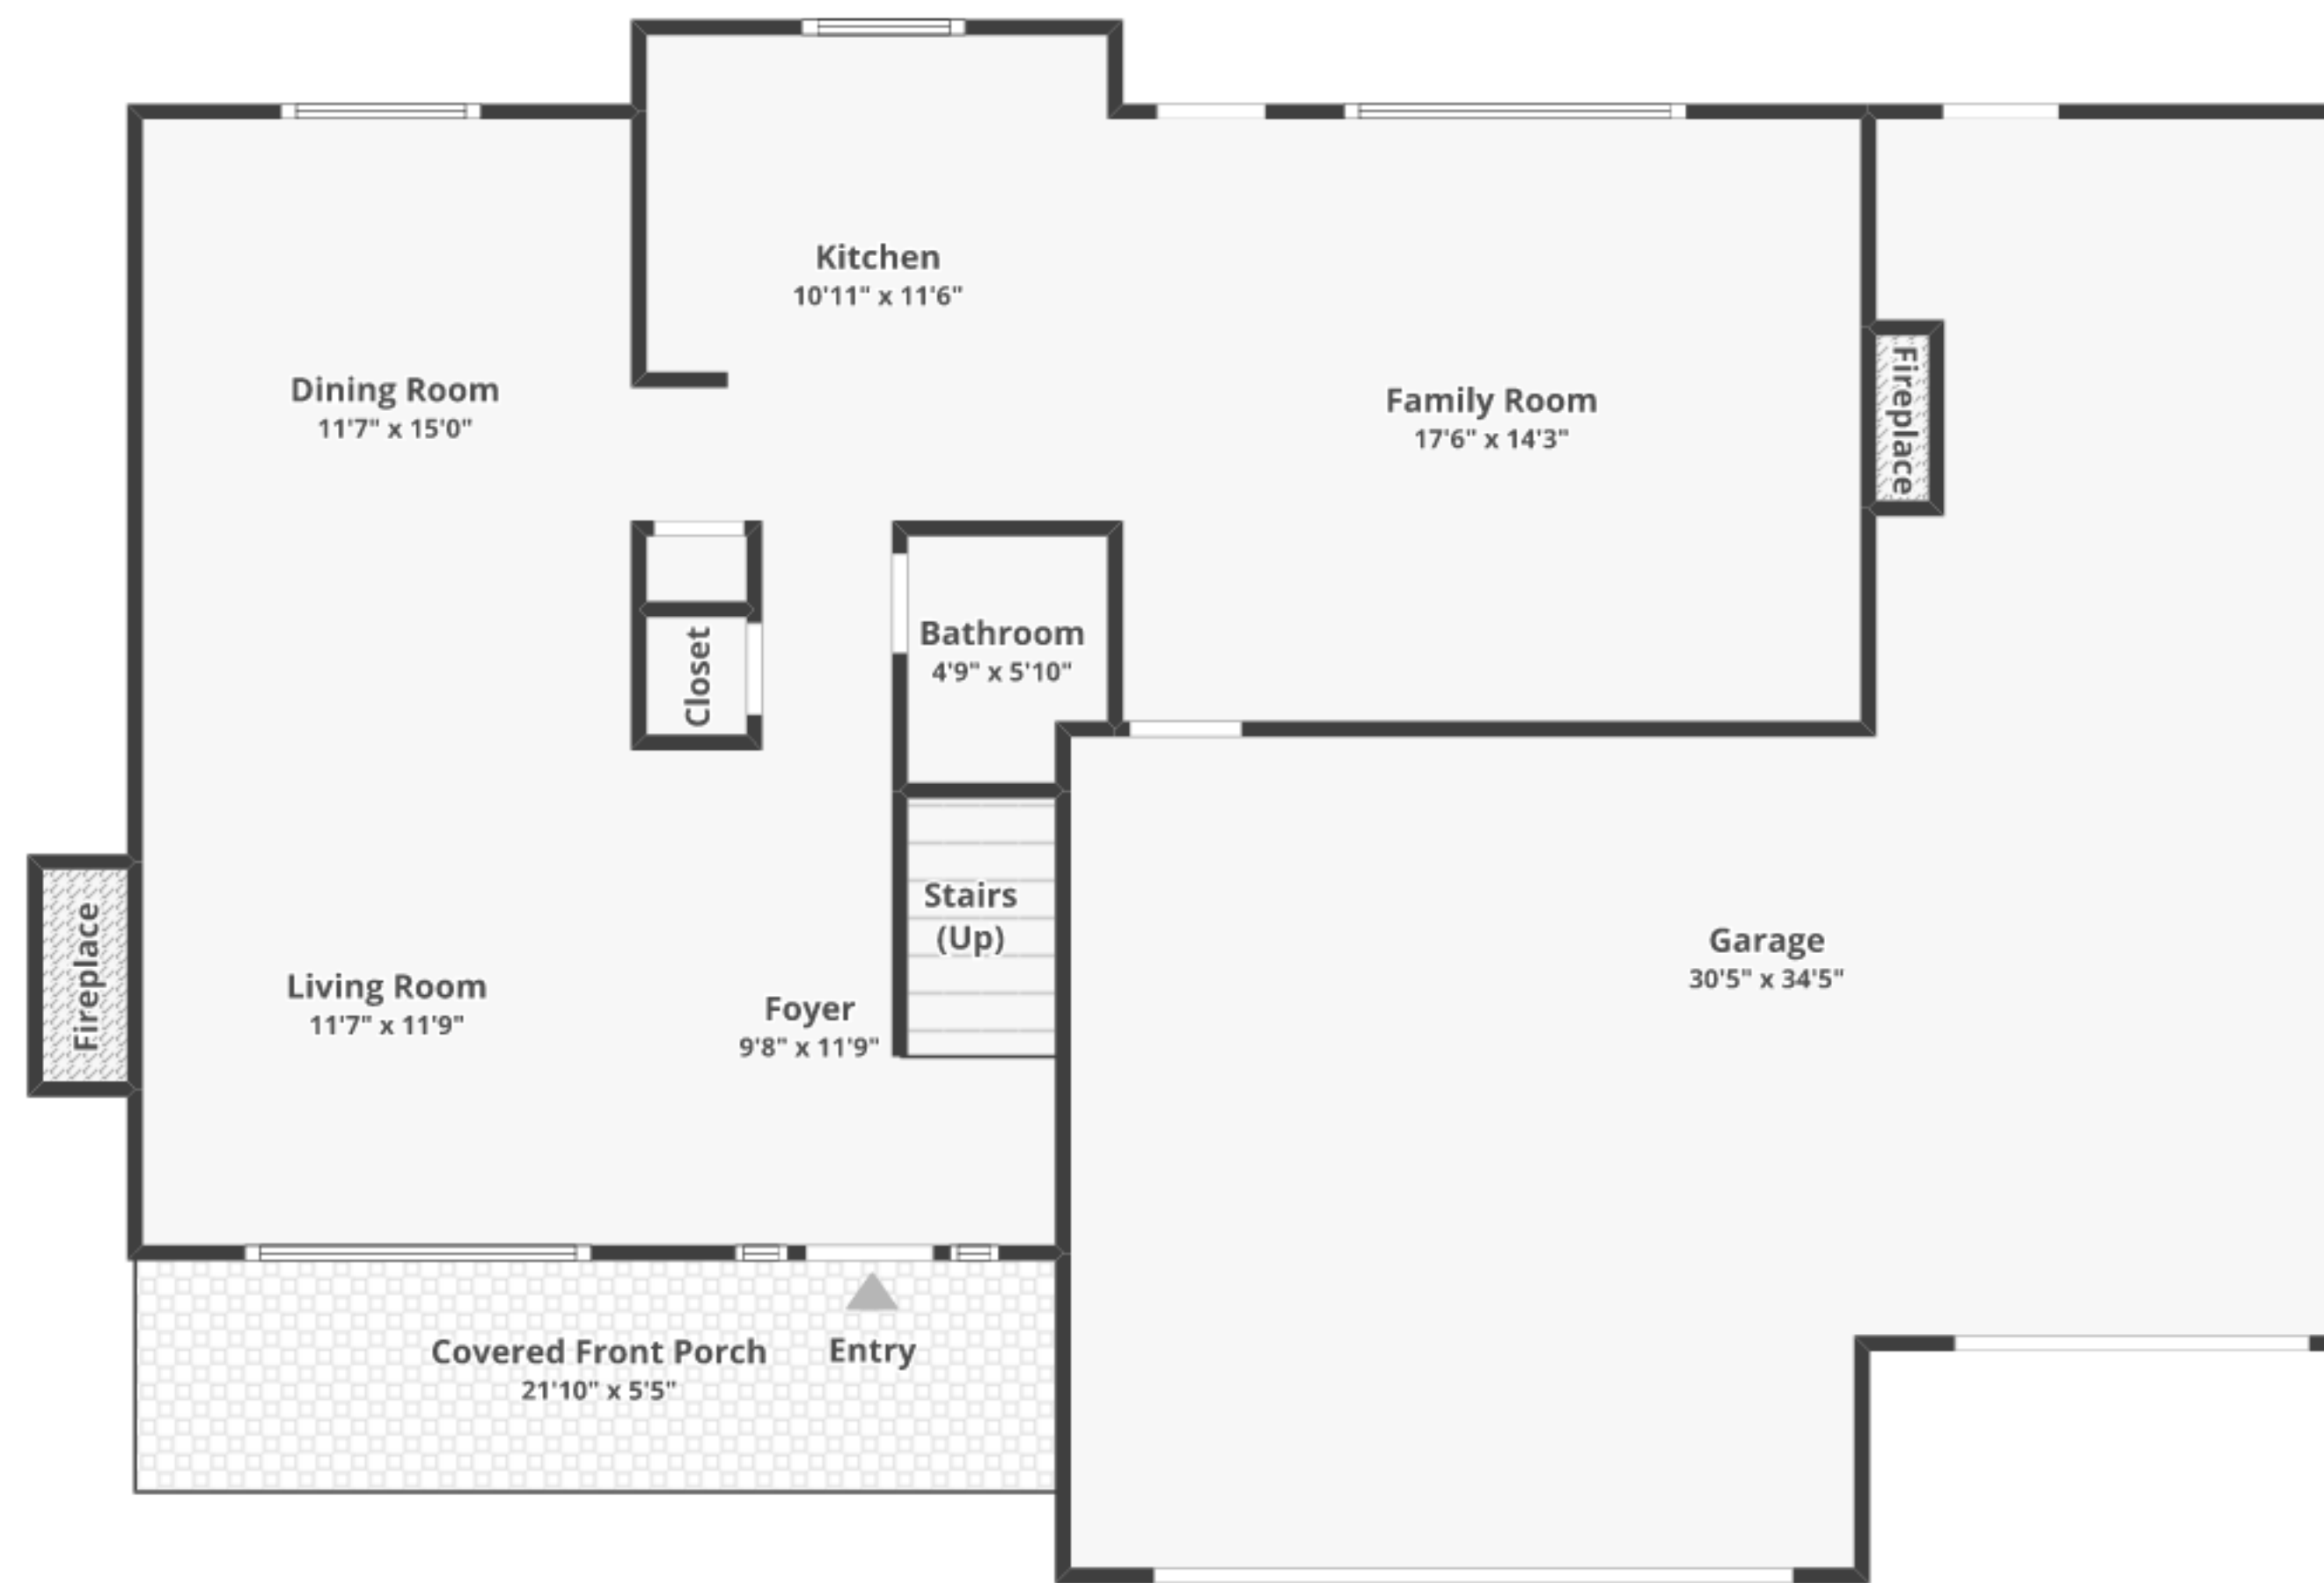 Kitchen
10'11" x 11'6"
Dining Room
11'7" x 15'0"
Family Room
17'6" x 14'3"
Fireplace
Bathroom
4'9" x 5'10"
Closet
Stairs
(Up)
Garage
30'5" x 34'5"
Fireplace
Living Room
11'7" x 11'9"
Foyer
9'8" x 11'9"
Covered Front Porch
21'10" x 5'5"
Entry